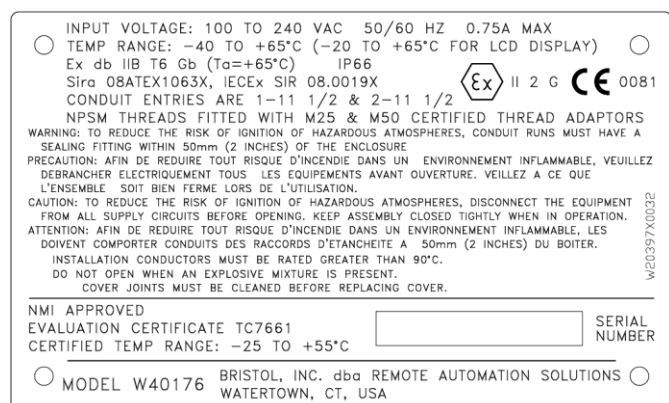 INPUT VOLTAGE: 100 TO 240 VAC 50/60 HZ 0.75A MAX
TEMP RANGE: -40 TO +65°C (-20 TO +65°C FOR LCD DISPLAY)
Ex db IIB T6 Gb (Ta=+65°C) IP66
Sira 08ATEX1063X, IECEx SIR 08.0019X Ex II 2 G CE 0081
CONDUIT ENTRIES ARE 1-11 1/2 & 2-11 1/2
NPSM THREADS FITTED WITH M25 & M50 CERTIFIED THREAD ADAPTORS
WARNING: TO REDUCE THE RISK OF IGNITION OF HAZARDOUS ATMOSPHERES, CONDUIT RUNS MUST HAVE A
SEALING FITTING WITHIN 50mm (2 INCHES) OF THE ENCLOSURE
PRECAUTION: AFIN DE REDUIRE TOUT RISQUE D'INCENDIE DANS UN ENVIRONNEMENT INFLAMMABLE, VEUILLEZ
DEBRANCHER ELECTRIQUEMENT TOUS LES EQUIPEMENTS AVANT OUVERTURE. VEILLEZ A CE QUE
L'ENSEMBLE SOIT BIEN FERME LORS DE L'UTILISATION.
CAUTION: TO REDUCE THE RISK OF IGNITION OF HAZARDOUS ATMOSPHERES, DISCONNECT THE EQUIPMENT
FROM ALL SUPPLY CIRCUITS BEFORE OPENING. KEEP ASSEMBLY CLOSED TIGHTLY WHEN IN OPERATION.
ATTENTION: AFIN DE REDUIRE TOUT RISQUE D'INCENDIE DANS UN ENVIRONNEMENT INFLAMMABLE, LES
DOIVENT COMPORTER CONDUITS DES RACCORDS D'ETANCHEITE A 50mm (2 INCHES) DU BOITER.
INSTALLATION CONDUCTORS MUST BE RATED GREATER THAN 90°C.
DO NOT OPEN WHEN AN EXPLOSIVE MIXTURE IS PRESENT.
COVER JOINTS MUST BE CLEANED BEFORE REPLACING COVER.
W20397X0032
NMI APPROVED
EVALUATION CERTIFICATE TC7661
CERTIFIED TEMP RANGE: -25 TO +55°C
SERIAL
NUMBER
MODEL W40176
BRISTOL, INC. dba REMOTE AUTOMATION SOLUTIONS
WATERTOWN, CT, USA